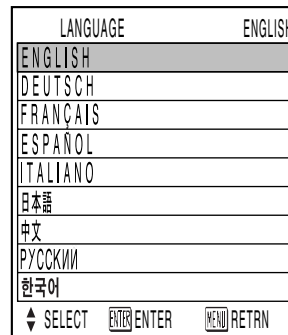 LANGUAGE ENGLISH
ENGLISH
DEUTSCH
FRANÇAIS
ESPAÑOL
ITALIANO
日本語
中文
РУССКИИ
한국어
SELECT ENTER ENTER MENU RETRN